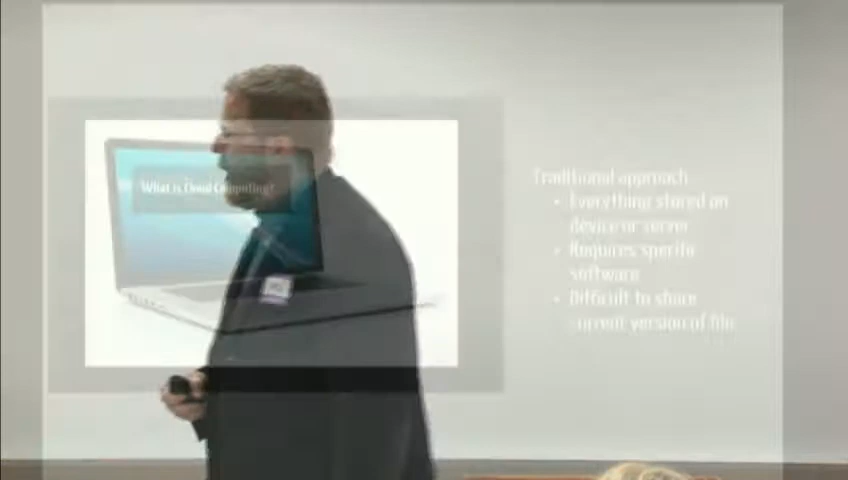 What is Cloud Computing?
Traditional approach
• Everything stored on
device or server
• Requires specific
software
• Difficult to share
current version of file